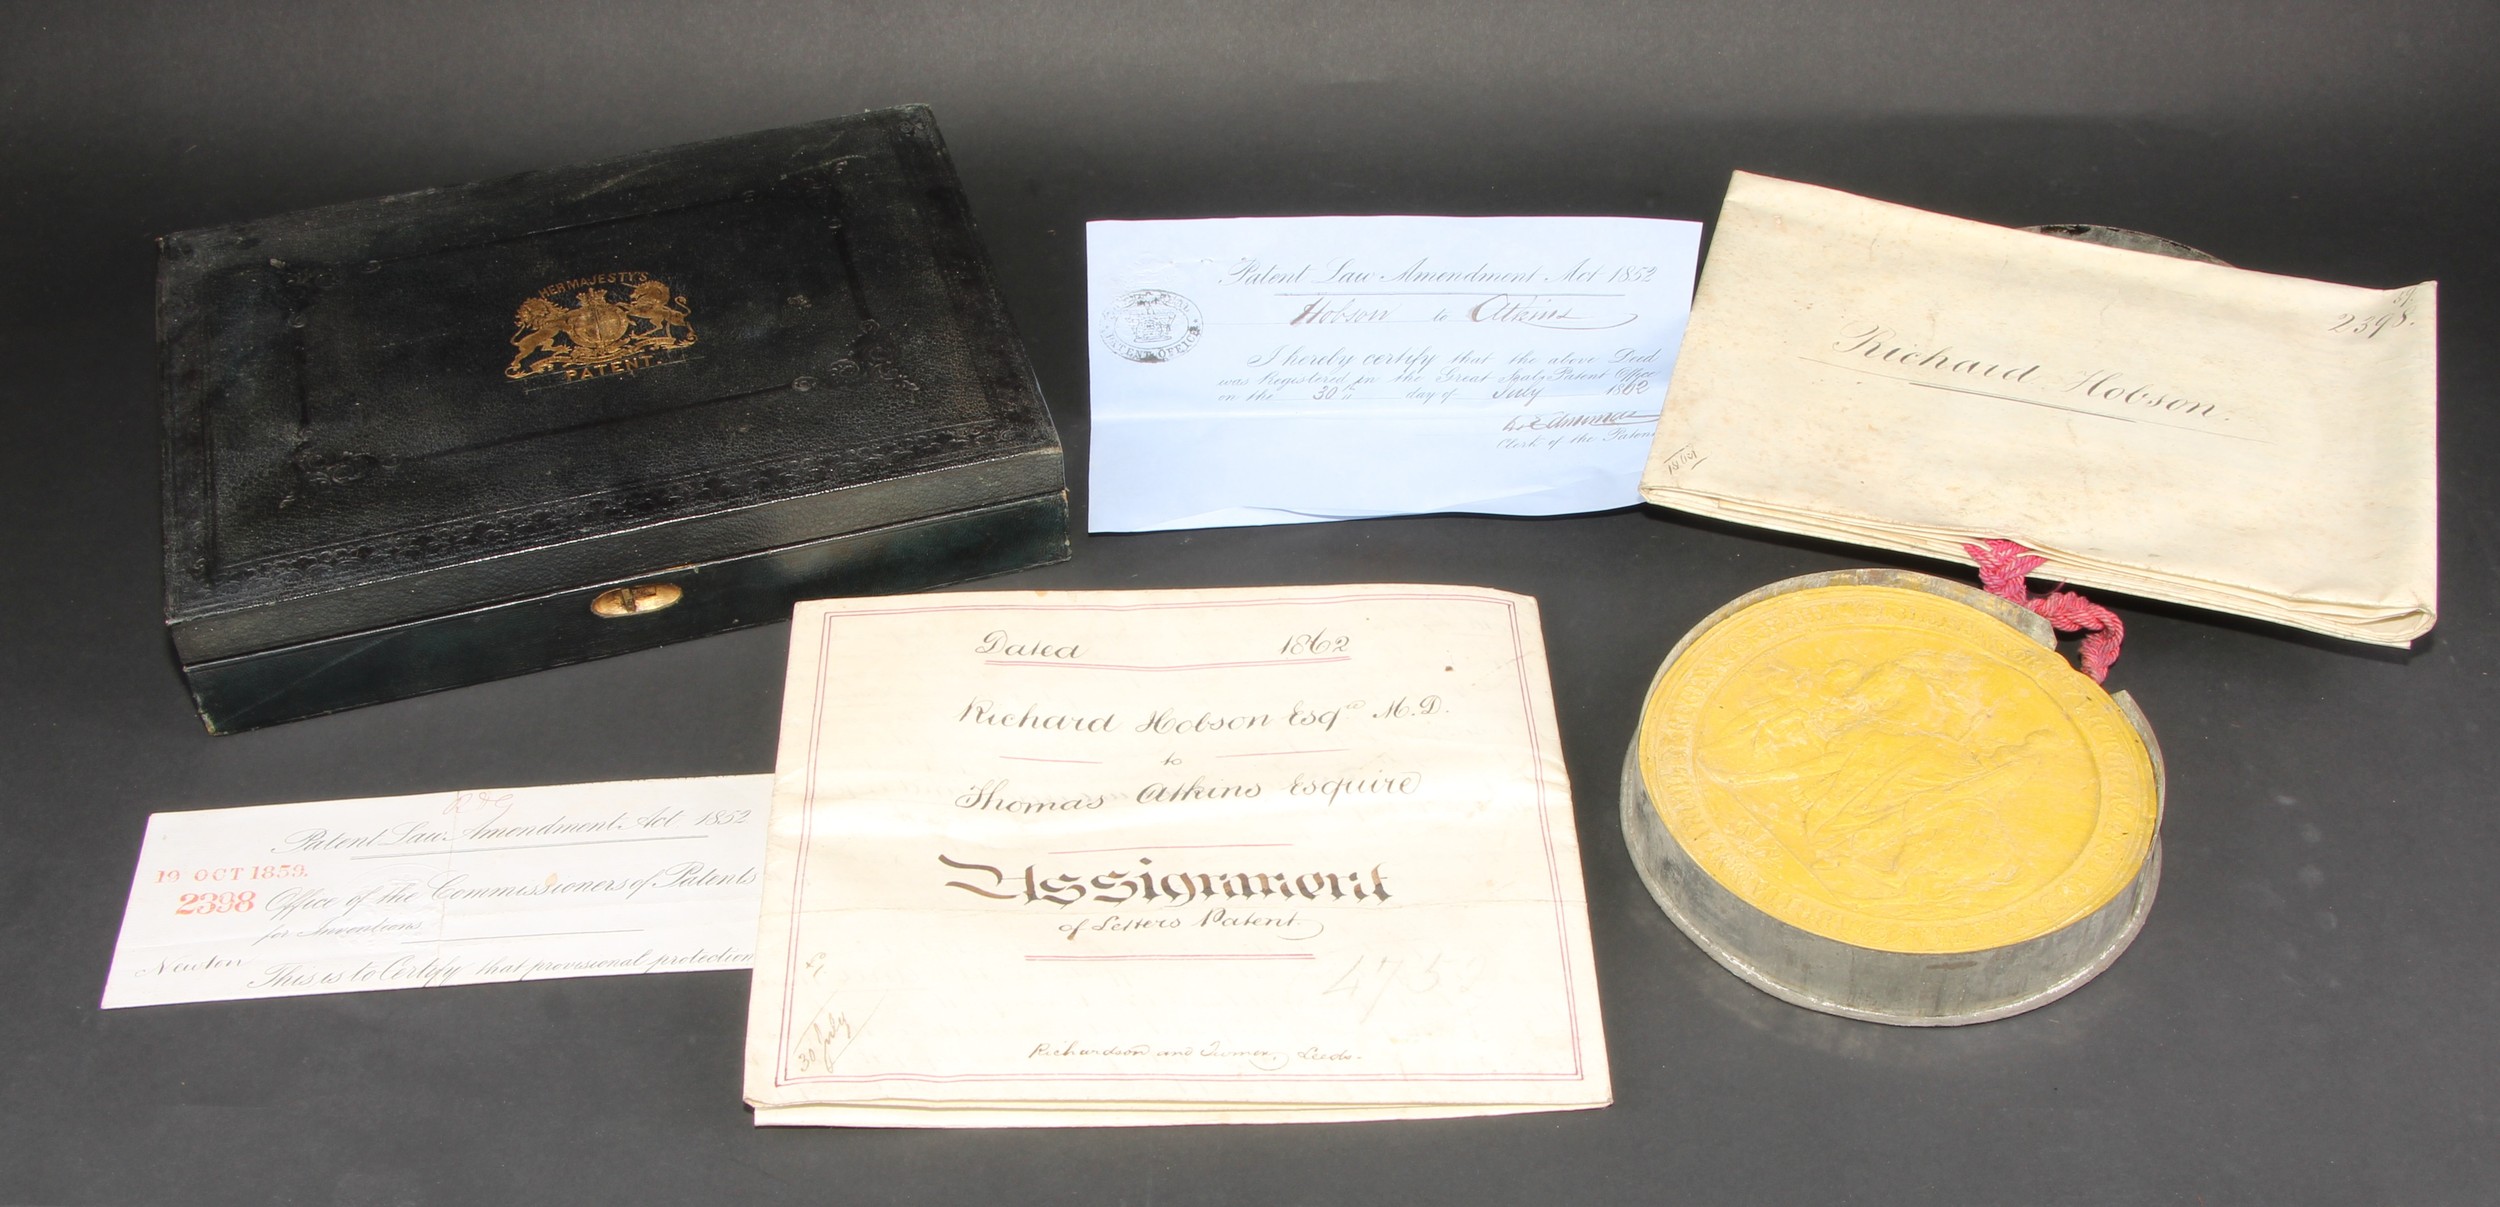 HER MAJESTY'S
PATENT.
Patent Law Amendment Act 1852
Hobson to Atkins
I hereby certify that the above Deed
was Registered in the Great Seal Patent Office
on the 30th day of July 1862
Clerk of the Patent
PATENT OFFICE
59
2398.
Richard Hobson.
Dated 1862
Richard Hobson Esqre M.D.
to
Thomas Atkins Esquire
Assignment
of Letters Patent
£1
30 July
Richardson and Turner, Leeds.
Patent Law Amendment Act 1852
19 OCT 1859.
2398 Office of the Commissioners of Patents
for Inventions
Newton This is to Certify that provisional protection